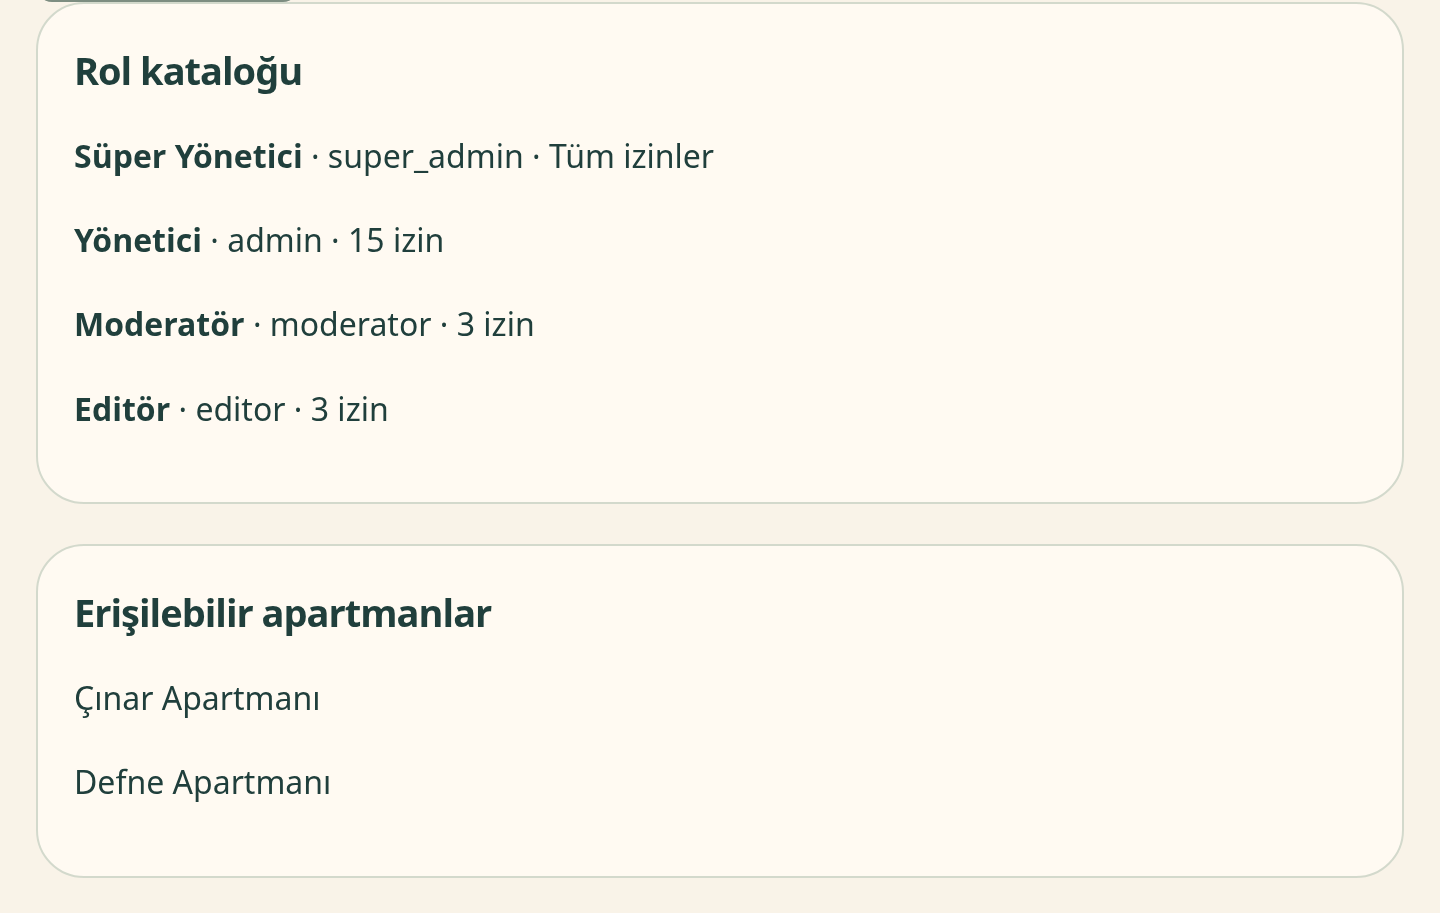 Rol kataloğu
Süper Yönetici · super_admin · Tüm izinler
Yönetici · admin · 15 izin
Moderatör · moderator · 3 izin
Editör · editor · 3 izin
Erişilebilir apartmanlar
Çınar Apartmanı
Defne Apartmanı